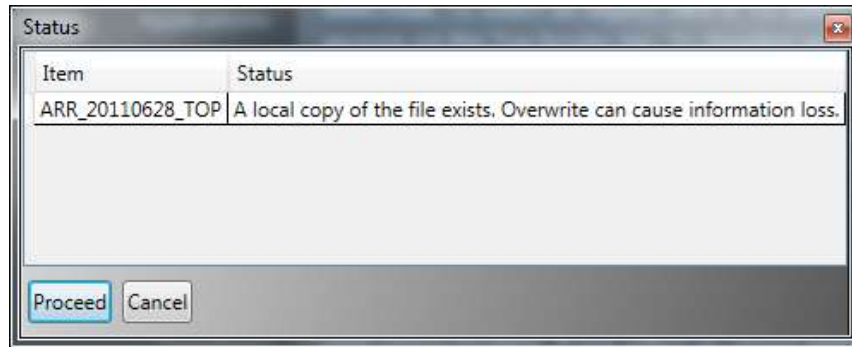 Status
Item Status
ARR_20110628_TOP A local copy of the file exists. Overwrite can cause information loss.
Proceed Cancel